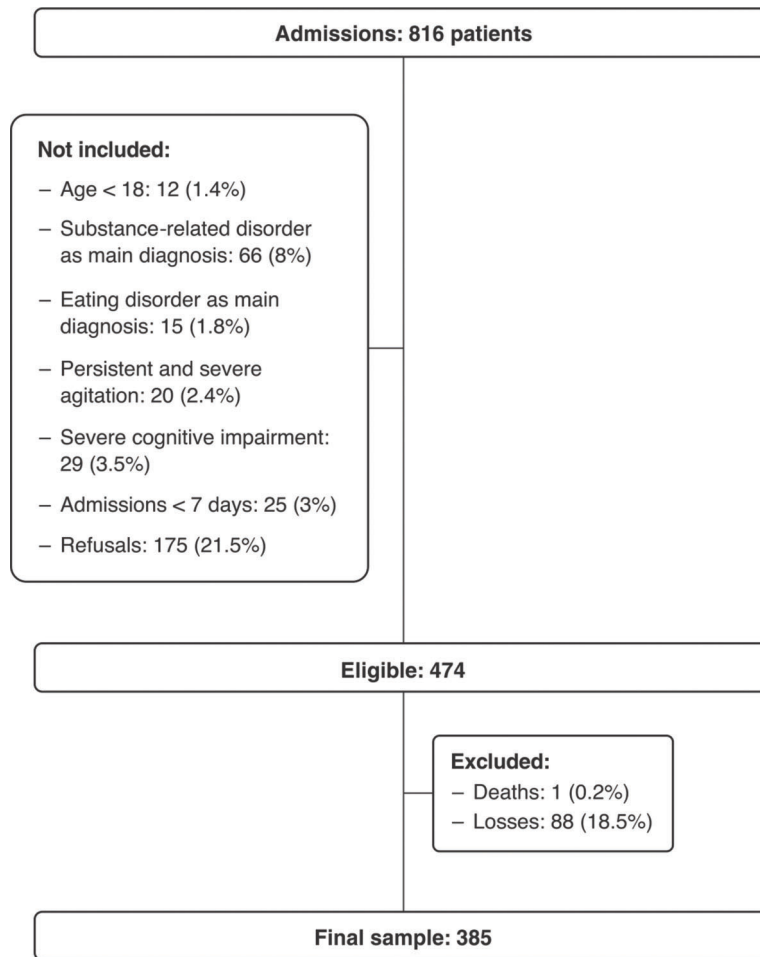 Admissions: 816 patients
Not included:
– Age < 18: 12 (1.4%)
– Substance-related disorder
as main diagnosis: 66 (8%)
– Eating disorder as main
diagnosis: 15 (1.8%)
– Persistent and severe
agitation: 20 (2.4%)
– Severe cognitive impairment:
29 (3.5%)
– Admissions < 7 days: 25 (3%)
– Refusals: 175 (21.5%)
Eligible: 474
Excluded:
– Deaths: 1 (0.2%)
– Losses: 88 (18.5%)
Final sample: 385